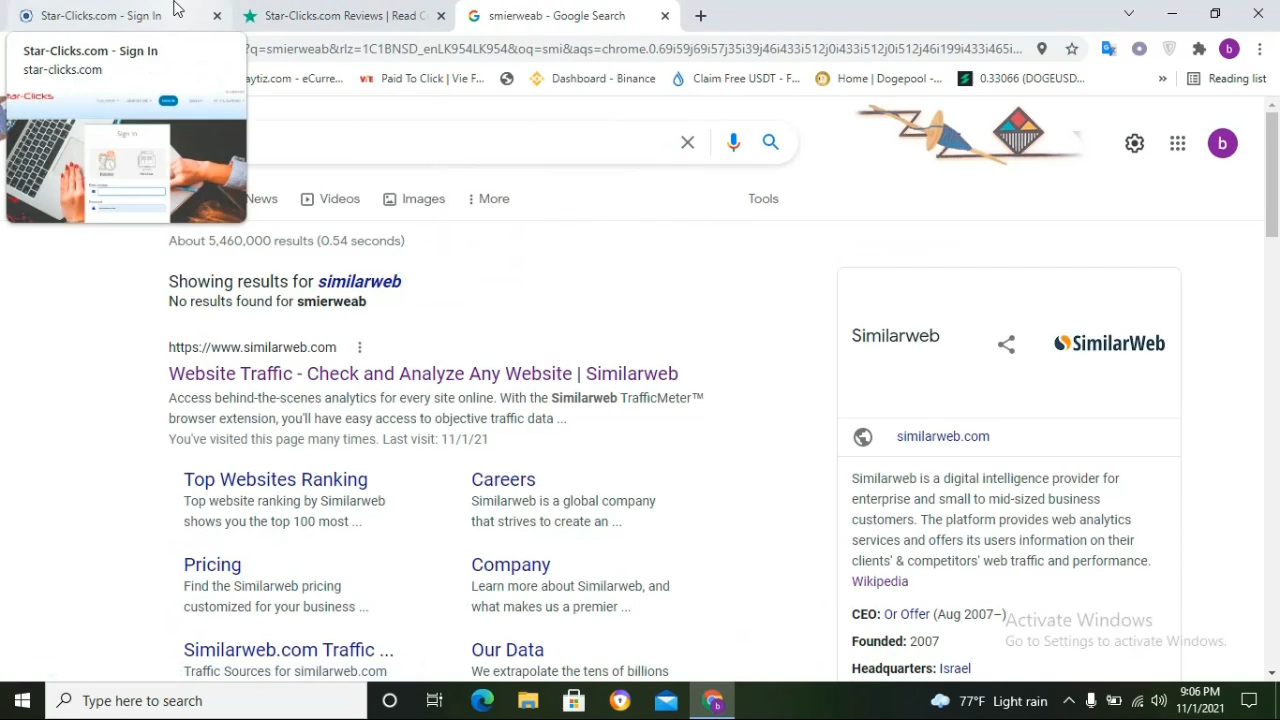 Star-Clicks.com - Sign In
Star-Clicks.com Reviews | Read C
smierweab - Google Search
Star-Clicks.com - Sign In
star-clicks.com
?q=smierweab&rlz=1C1BNSD_enLK954LK954&oq=smi&aqs=chrome.0.69i59j69i57j35i39j46i433i512j0i433i512j0i512j46i199i433i465i...
b
aytiz.com - eCurre...
Paid To Click | Vie F...
Dashboard - Binance
Claim Free USDT - F...
Home | Dogepool -...
0.33066 (DOGEUSD...
Reading list
Sign In
b
News
Videos
Images
More
Tools
About 5,460,000 results (0.54 seconds)
Showing results for similarweb
No results found for smierweab
https://www.similarweb.com
Website Traffic - Check and Analyze Any Website | Similarweb
Access behind-the-scenes analytics for every site online. With the Similarweb TrafficMeter™
browser extension, you'll have easy access to objective traffic data ...
You've visited this page many times. Last visit: 11/1/21
Top Websites Ranking
Top website ranking by Similarweb
shows you the top 100 most ...
Careers
Similarweb is a global company
that strives to create an ...
Pricing
Find the Similarweb pricing
customized for your business ...
Company
Learn more about Similarweb, and
what makes us a premier ...
Similarweb.com Traffic ...
Traffic Sources for similarweb.com
Our Data
We extrapolate the tens of billions
Similarweb
SimilarWeb
similarweb.com
Similarweb is a digital intelligence provider for
enterprise and small to mid-sized business
customers. The platform provides web analytics
services and offers its users information on their
clients' & competitors' web traffic and performance.
Wikipedia
CEO: Or Offer (Aug 2007–)
Founded: 2007
Headquarters: Israel
Activate Windows
Go to Settings to activate Windows.
Type here to search
77°F Light rain
9:06 PM
11/1/2021